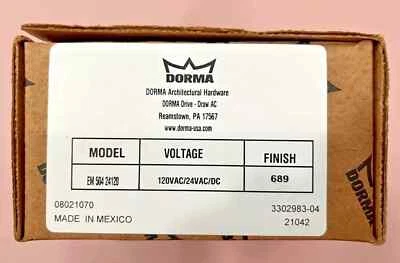 DORMA
DORMA Architectural Hardware
DORMA Drive - Draw AC
Reamstown, PA 17567
www.dorma-usa.com
MODEL VOLTAGE FINISH
EM 504 24120 120VAC/24VAC/DC 689
08021070 3302983-04
MADE IN MEXICO 21042